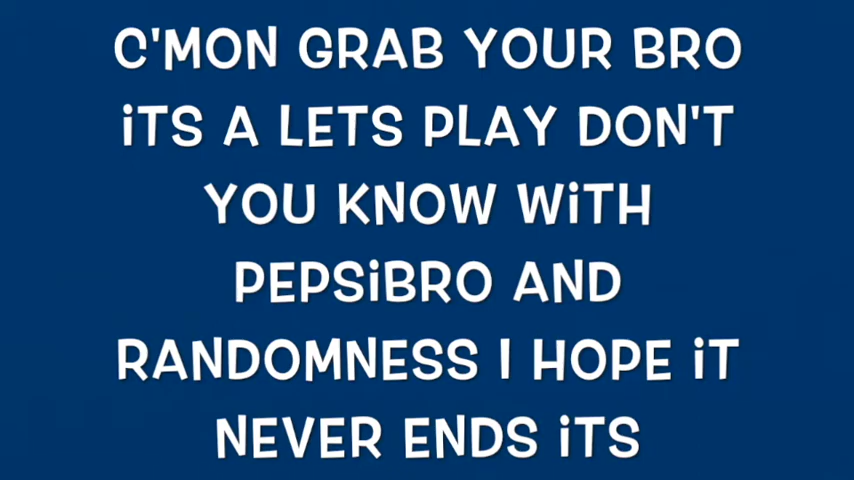 C'MON GRAB YOUR BRO
iTS A LETS PLAY DON'T
YOU KNOW WiTH
PEPSiBRO AND
RANDOMNESS I HOPE iT
NEVER ENDS iTS